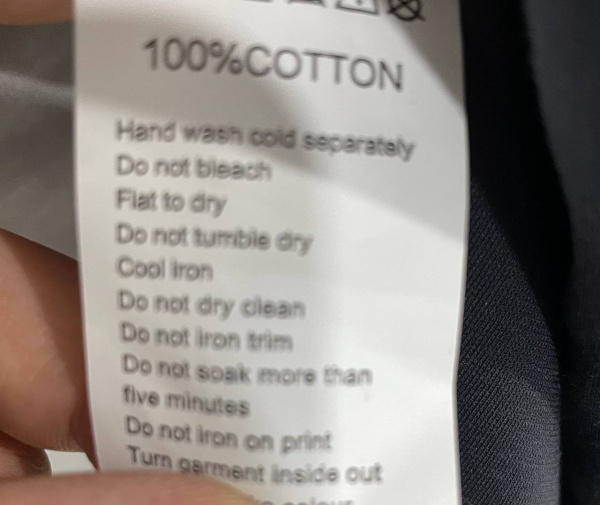 100%COTTON
Hand wash cold separately
Do not bleach
Flat to dry
Do not tumble dry
Cool iron
Do not dry clean
Do not iron trim
Do not soak more than
five minutes
Do not iron on print
Turn garment inside out
colour